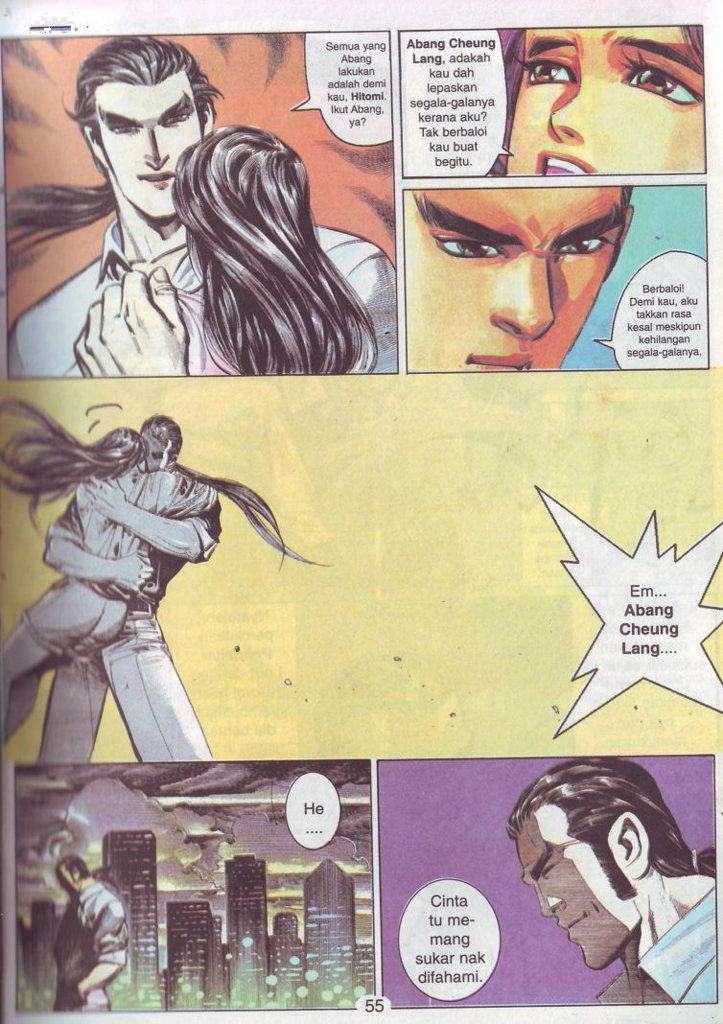 Semua yang
Abang
lakukan
adalah demi
kau, Hitomi.
Ikut Abang,
ya?
Abang Cheung
Lang, adakah
kau dah
lepaskan
segala-galanya
kerana aku?
Tak berbaloi
kau buat
begitu.
Berbaloi!
Demi kau, aku
takkan rasa
kesal meskipun
kehilangan
segala-galanya.
Em...
Abang
Cheung
Lang....
He
....
Cinta
tu me-
mang
sukar nak
difahami.
55